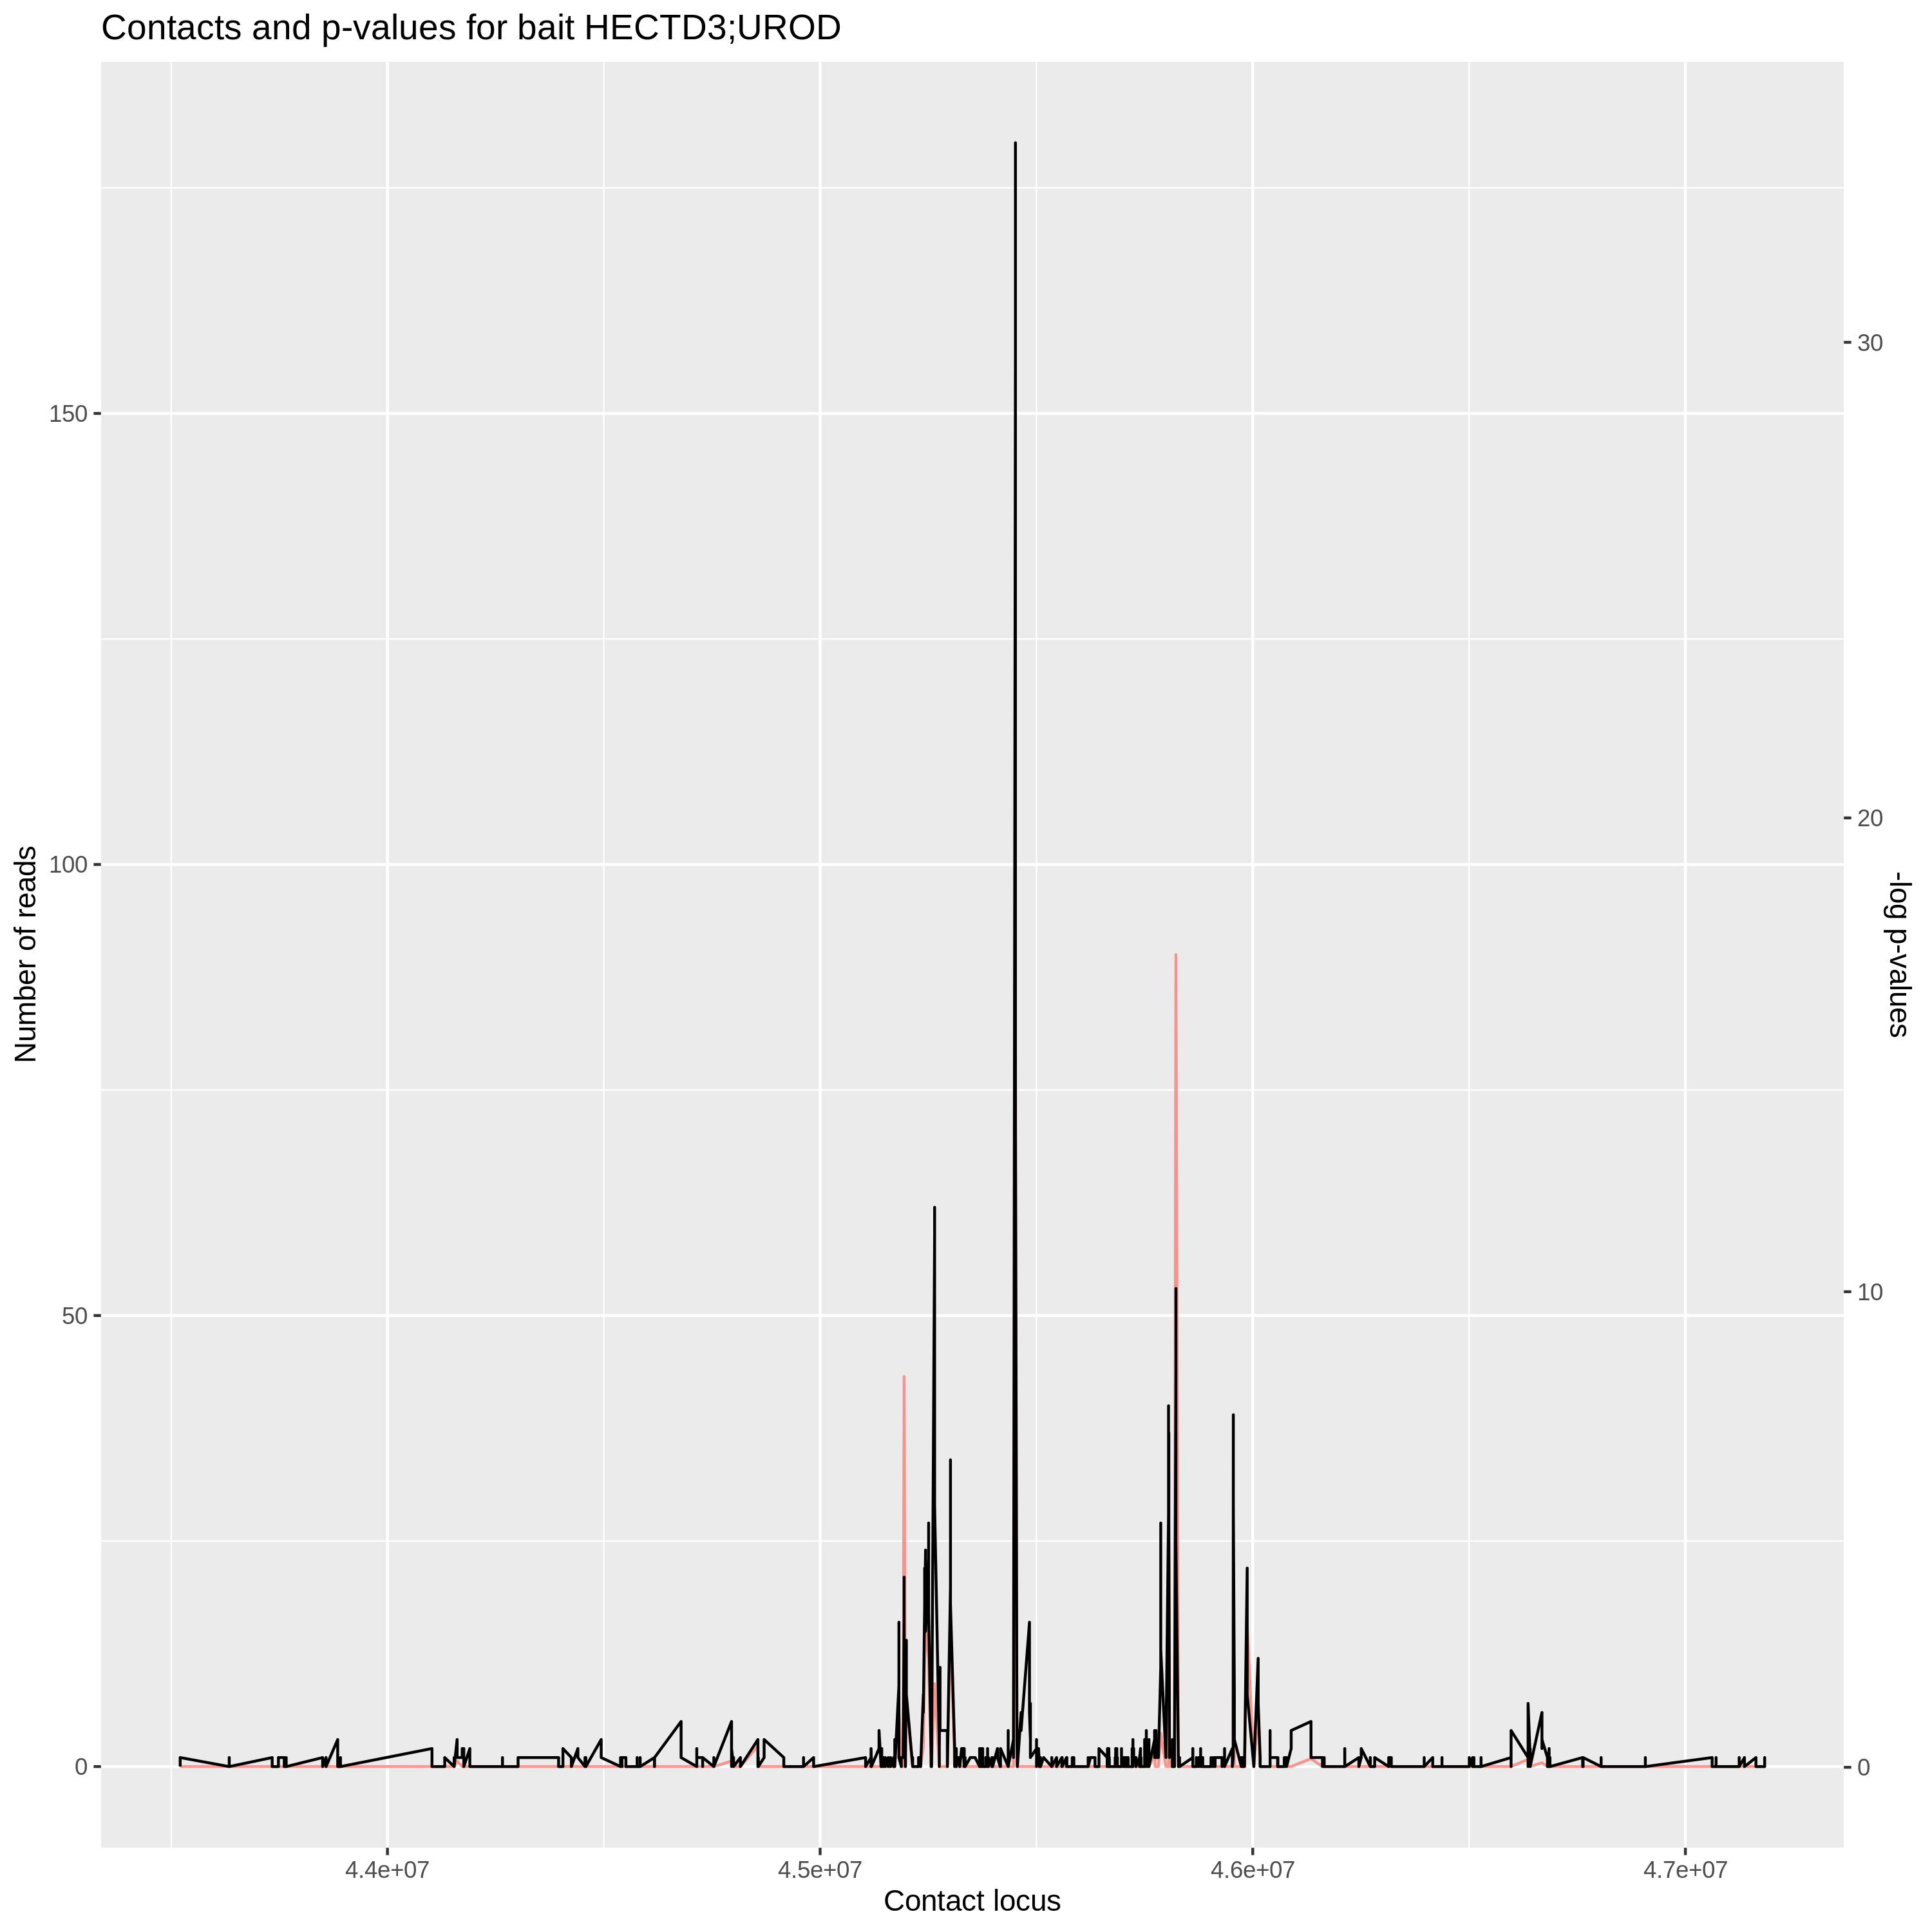 Contacts and p-values for bait HECTD3;UROD
150
100
50
0
Number of reads
30
20
10
0
-log p-values
4.4e+07
4.5e+07
4.6e+07
4.7e+07
Contact locus